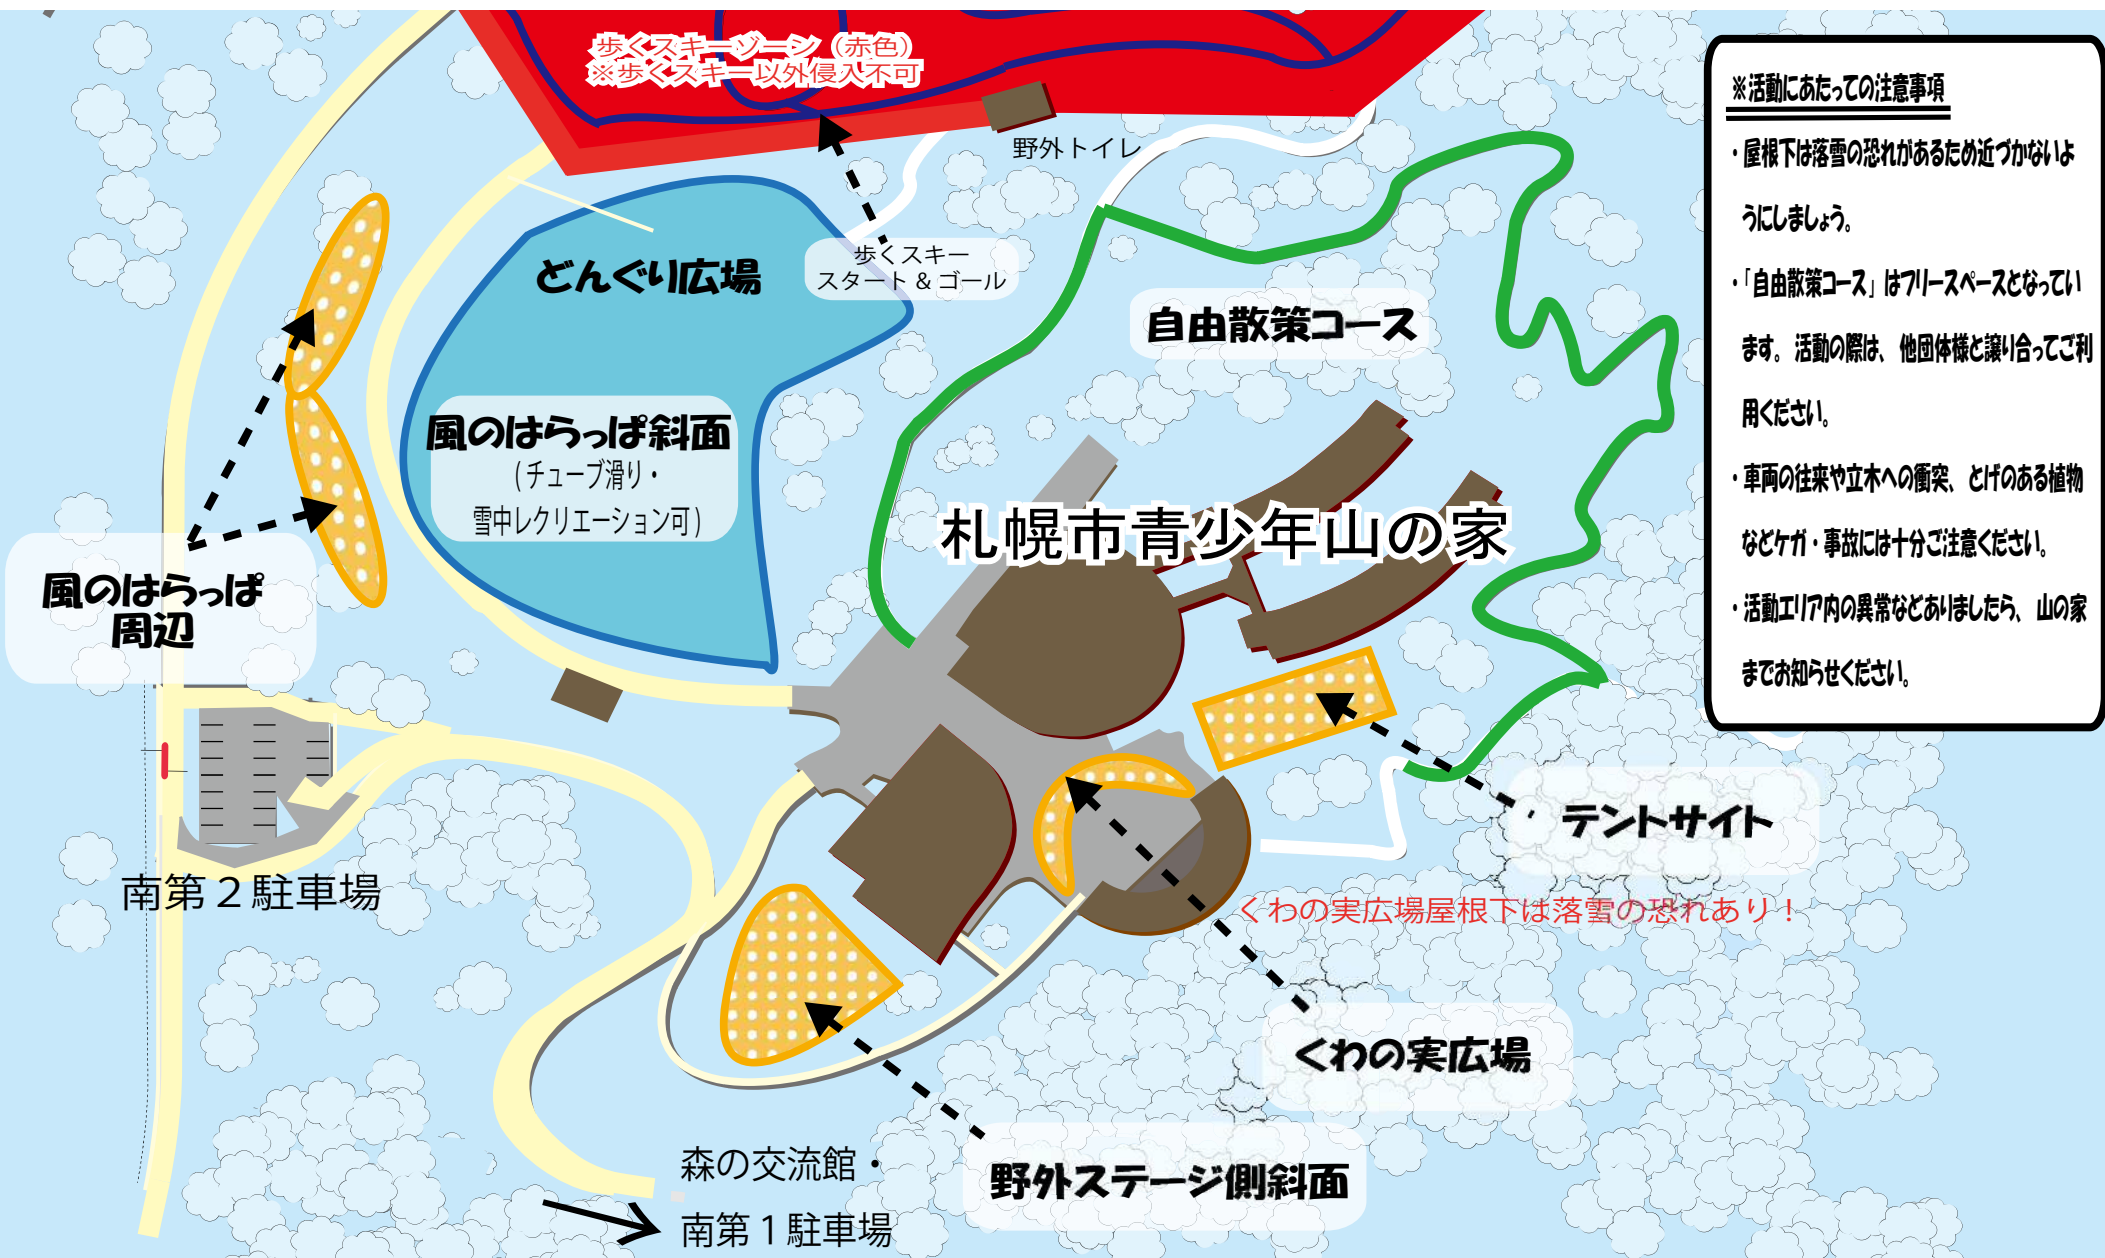 歩くスキーゾーン（赤色）
※歩くスキー以外侵入不可
野外トイレ
どんぐり広場
歩くスキー
スタート & ゴール
自由散策コース
風のはらっぱ斜面
(チューブ滑り・
雪中レクリエーション可)
札幌市青少年山の家
風のはらっぱ
周辺
南第２駐車場
テントサイト
くわの実広場屋根下は落雪の恐れあり！
くわの実広場
野外ステージ側斜面
森の交流館・
南第１駐車場
※活動にあたっての注意事項
・屋根下は落雪の恐れがあるため近づかないよ
うにしましょう。
・「自由散策コース」はフリースペースとなってい
ます。活動の際は、他団体様と譲り合ってご利
用ください。
・車両の往来や立木への衝突、とげのある植物
などケガ・事故には十分ご注意ください。
・活動エリア内の異常などありましたら、山の家
までお知らせください。